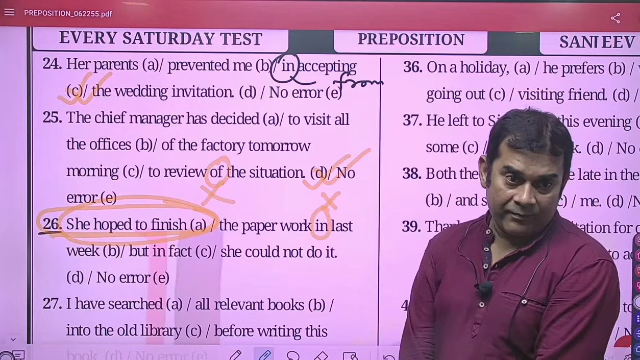 PREPOSITION_062255.pdf
EVERY SATURDAY TEST
PREPOSITION
SANJEEV
24. Her parents (a)/ prevented me (b)/ in accepting
(c)/ the wedding invitation. (d) / No error (e)
from
25. The chief manager has decided (a)/ to visit all
the offices (b)/ of the factory tomorrow
morning (c)/ to review of the situation. (d)/ No
error (e)
26. She hoped to finish (a) / the paper work in last
week (b)/ but in fact (c)/ she could not do it.
(d) / No error (e)
27. I have searched (a) / all relevant books (b) /
into the old library (c) / before writing this
book. (d) / No error (e)
36. On a holiday, (a) / he prefers (b) /
going out (c) / visiting friend. (d) /
37. He left to this evening
some (c) / (d) / No
38. Both the late in the
(b) / and / me. (d) /
39. for
to